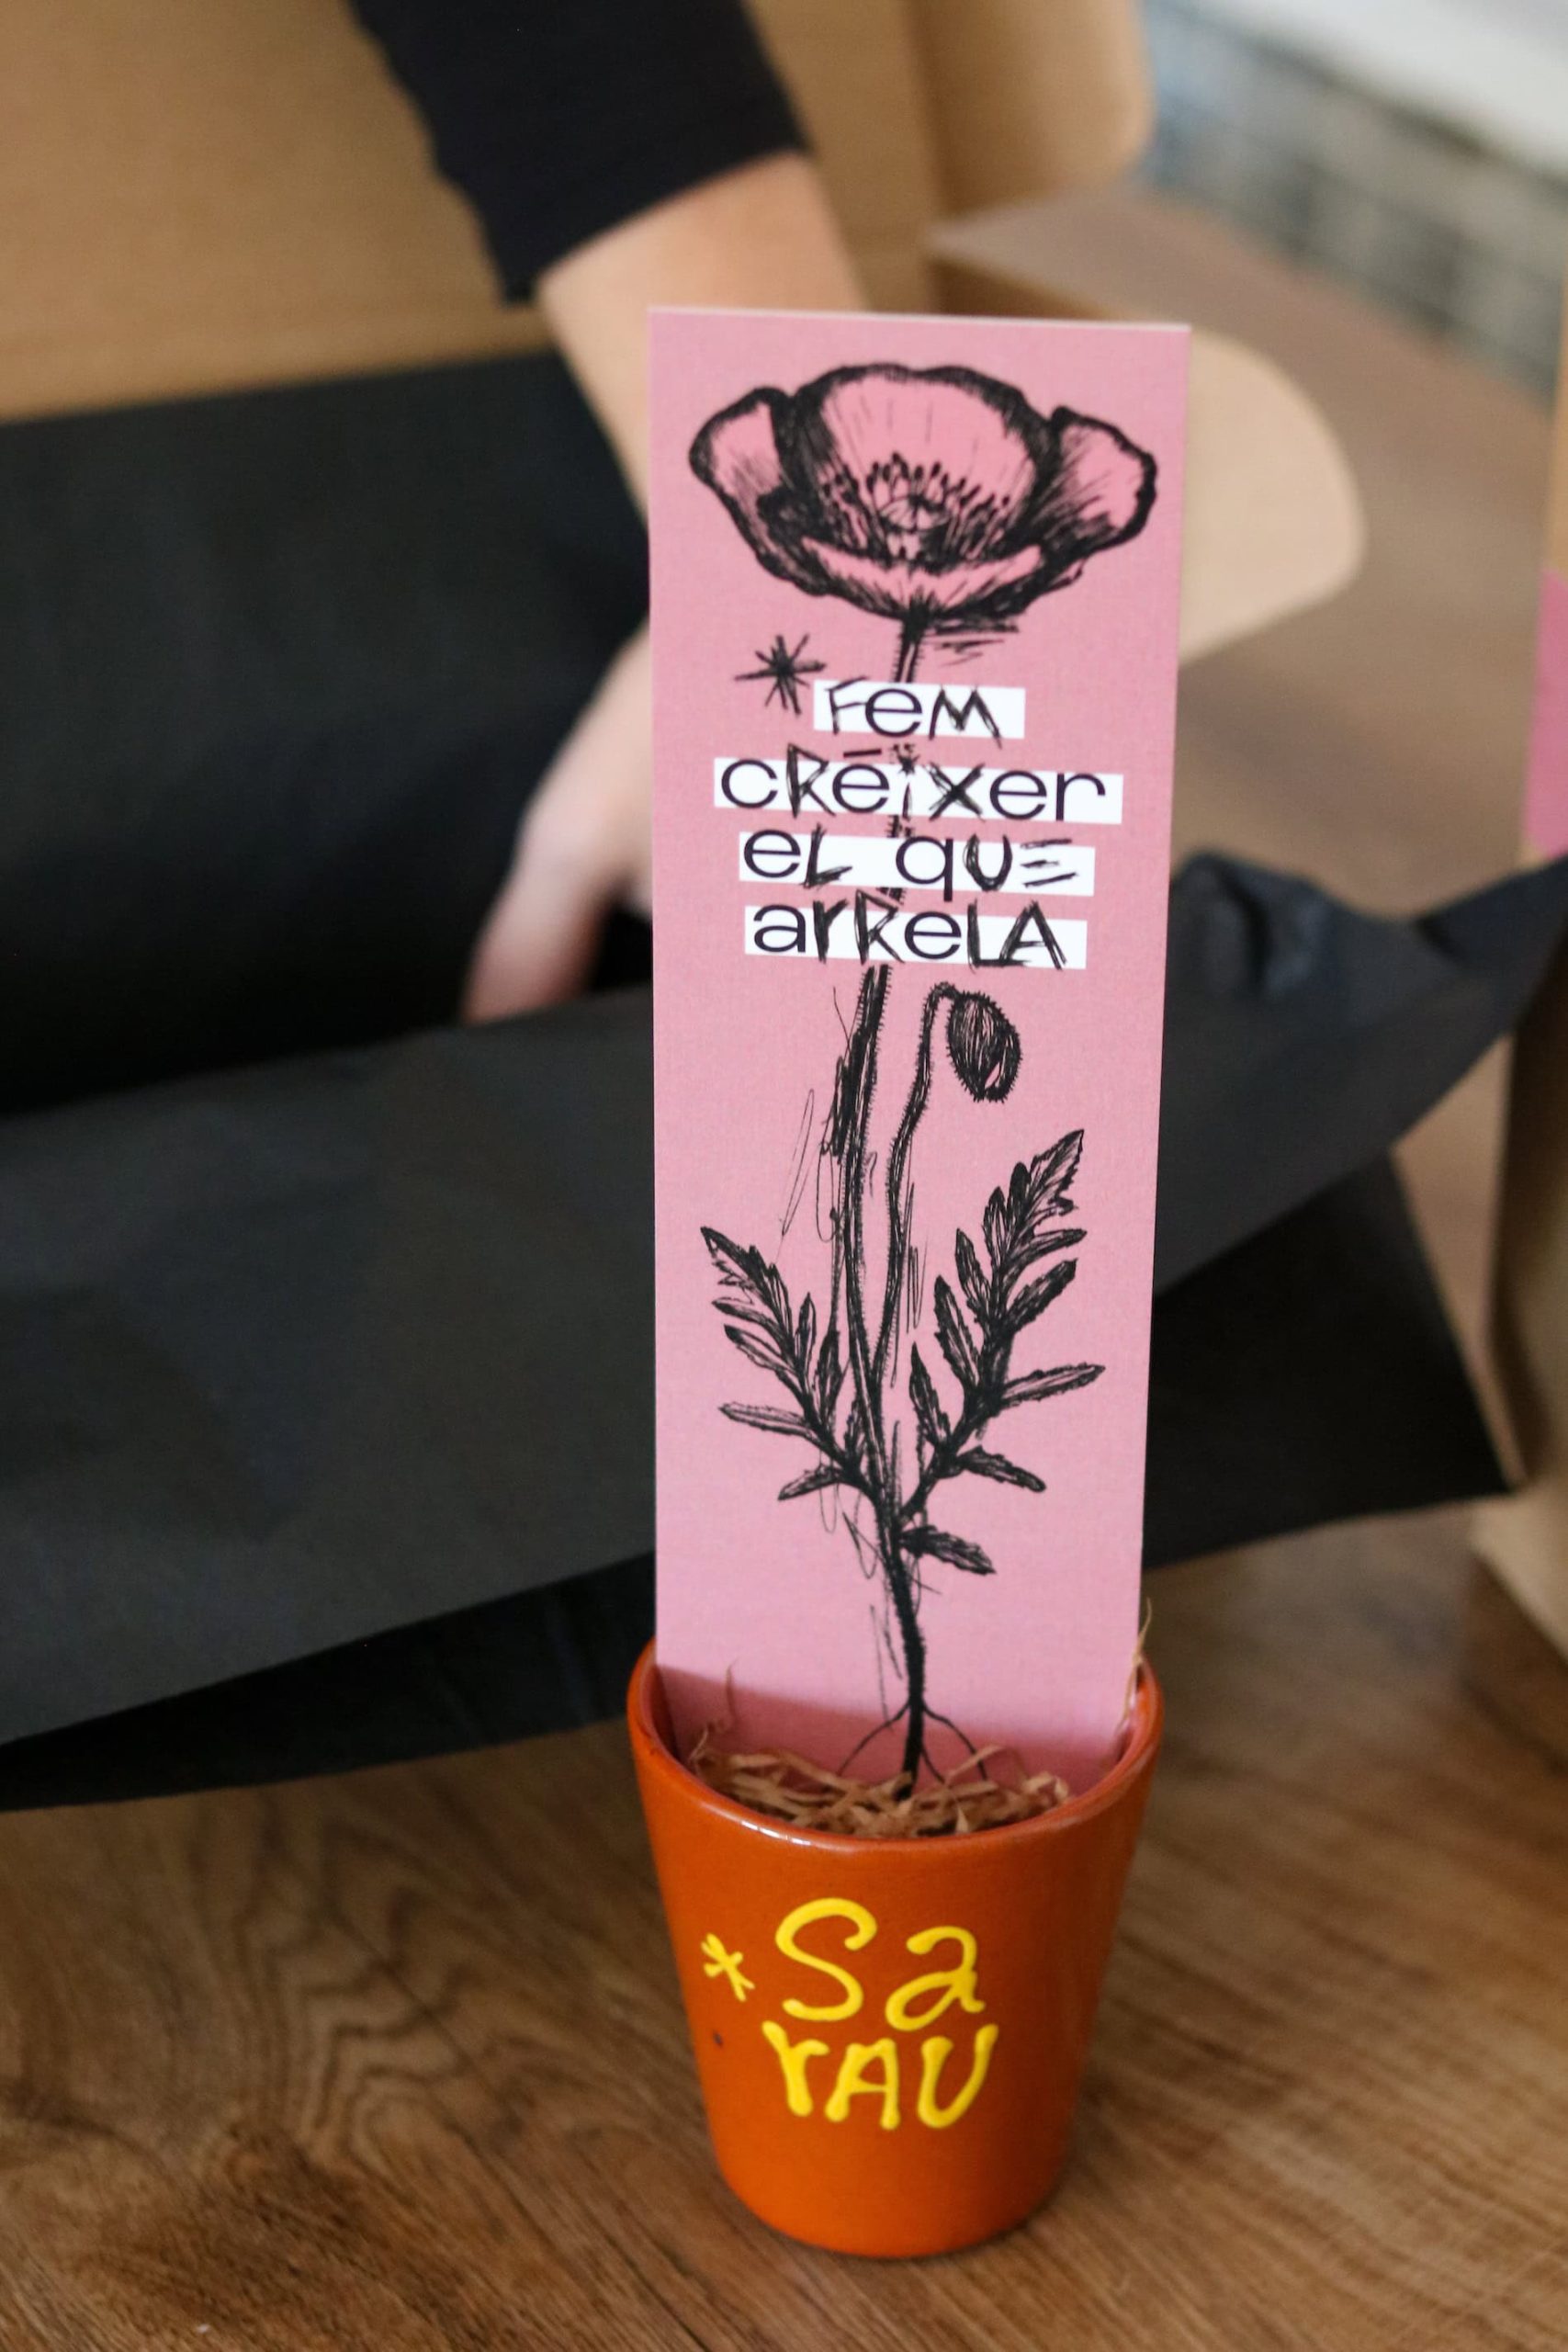 *Fem
créixer
el que
arrela
*Sa
rau